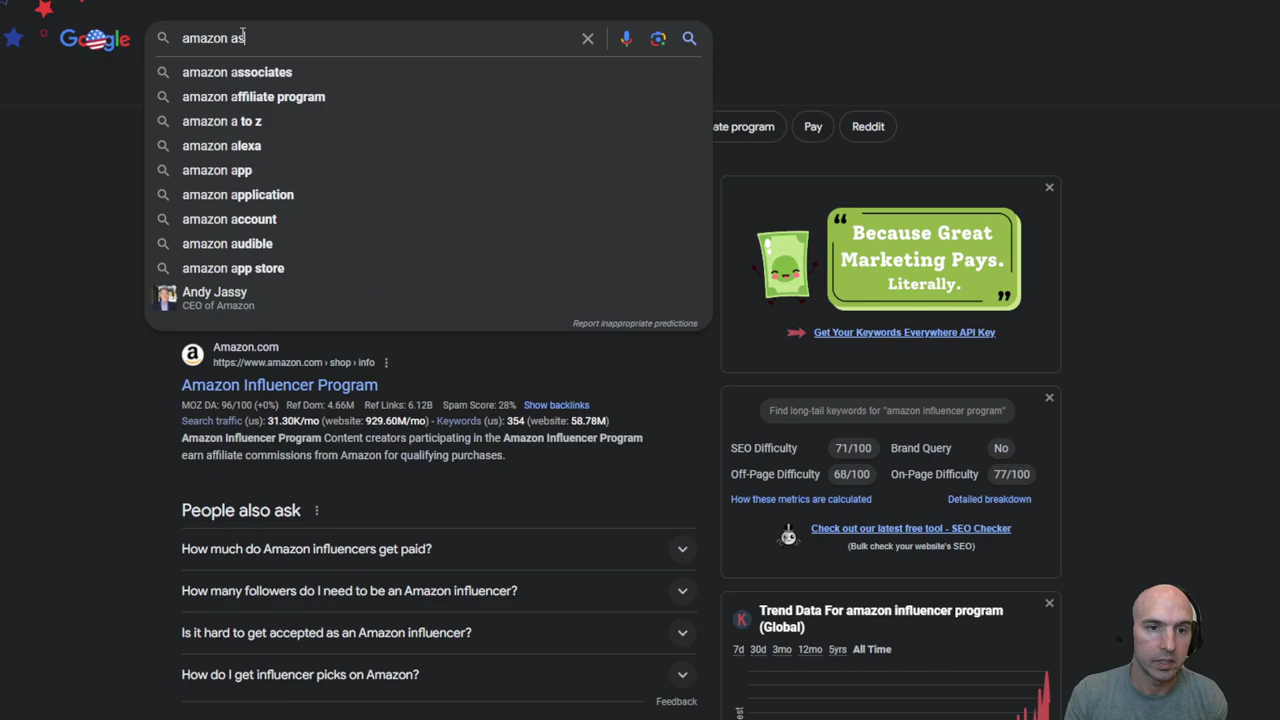 Google
amazon as
amazon associates
amazon affiliate program
amazon a to z
amazon alexa
amazon app
amazon application
amazon account
amazon audible
amazon app store
Andy Jassy
CEO of Amazon
Report inappropriate predictions
ate program
Pay
Reddit
a
Amazon.com
https://www.amazon.com › shop › info
Amazon Influencer Program
MOZ DA: 96/100 (+0%) Ref Dom: 4.66M Ref Links: 6.12B Spam Score: 28% Show backlinks
Search traffic (us): 31.30K/mo (website: 929.60M/mo) - Keywords (us): 354 (website: 58.78M)
Amazon Influencer Program Content creators participating in the Amazon Influencer Program
earn affiliate commissions from Amazon for qualifying purchases.
People also ask
How much do Amazon influencers get paid?
How many followers do I need to be an Amazon influencer?
Is it hard to get accepted as an Amazon influencer?
How do I get influencer picks on Amazon?
Feedback
“ Because Great
Marketing Pays.
Literally. ”
Get Your Keywords Everywhere API Key
Find long-tail keywords for "amazon influencer program"
SEO Difficulty 71/100 Brand Query No
Off-Page Difficulty 68/100 On-Page Difficulty 77/100
How these metrics are calculated Detailed breakdown
Check out our latest free tool - SEO Checker
(Bulk check your website's SEO)
K
Trend Data For amazon influencer program
(Global)
7d 30d 3mo 12mo 5yrs All Time